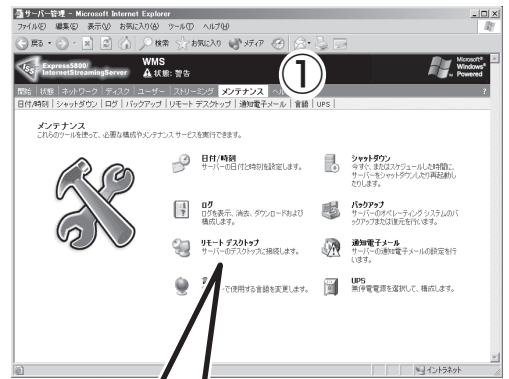 サーバー管理 - Microsoft Internet Explorer
ファイル(F) 編集(E) 表示(V) お気に入り(A) ツール(T) ヘルプ(H)
戻る 検索 お気に入り メディア
Express5800/
InternetStreamingServer
ISS
WMS
状態: 警告
Microsoft®
Windows®
Powered
①
開始 状態 ネットワーク ディスク ユーザー ストリーミング メンテナンス ?
日付/時刻 | シャットダウン | ログ | バックアップ | リモート デスクトップ | 通知電子メール | 言語 | UPS |
メンテナンス
これらのツールを使って、必要な構成やメンテナンス サービスを実行できます。
日付/時刻
サーバーの日付と時刻を設定します。
シャットダウン
今すぐ、またはスケジュールした時間に、
サーバーをシャットダウンしたり再起動し
たりします。
ログ
ログを表示、消去、ダウンロードおよび
構成します。
バックアップ
サーバーのオペレーティング システムのバ
ックアップまたは復元を行います。
リモート デスクトップ
サーバーのデスクトップに接続します。
通知電子メール
サーバーの通知電子メールの設定を行
います。
で使用する言語を変更します。
UPS
無停電電源を選択して、構成します。
イントラネット